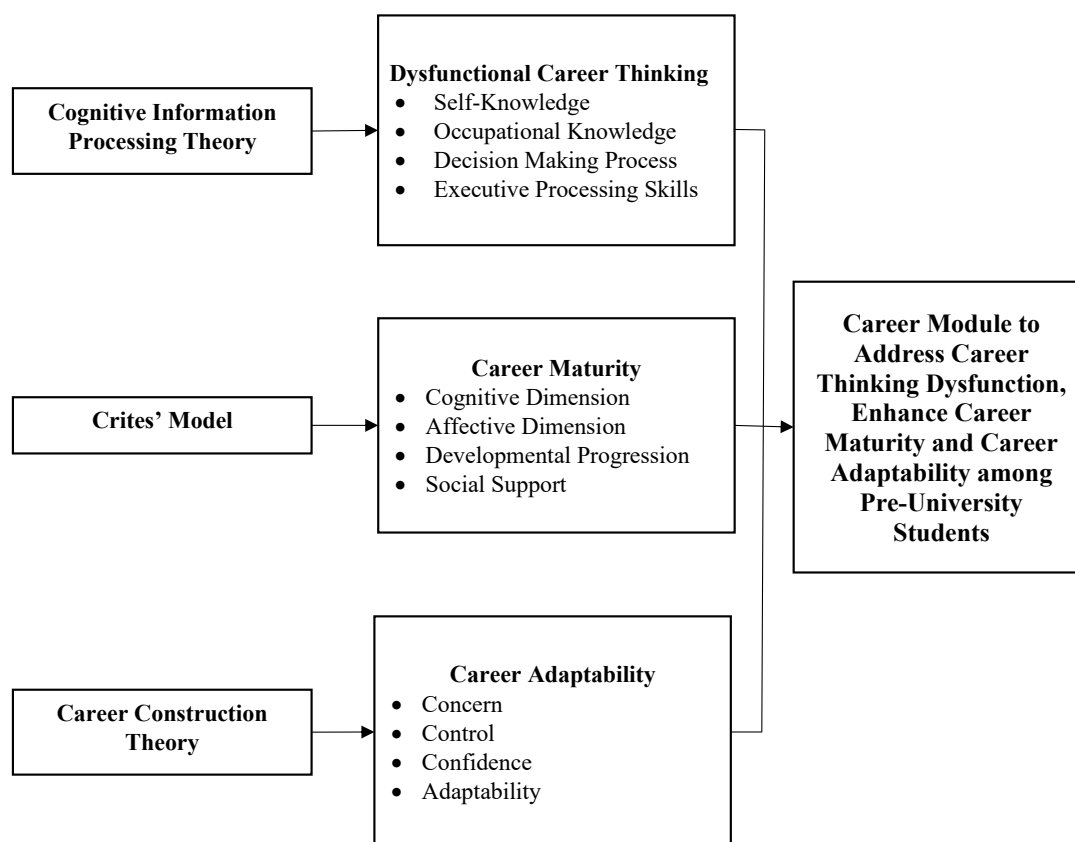 Cognitive Information
Processing Theory
Dysfunctional Career Thinking
• Self-Knowledge
• Occupational Knowledge
• Decision Making Process
• Executive Processing Skills
Crites’ Model
Career Maturity
• Cognitive Dimension
• Affective Dimension
• Developmental Progression
• Social Support
Career Construction
Theory
Career Adaptability
• Concern
• Control
• Confidence
• Adaptability
Career Module to
Address Career
Thinking Dysfunction,
Enhance Career
Maturity and Career
Adaptability among
Pre-University
Students